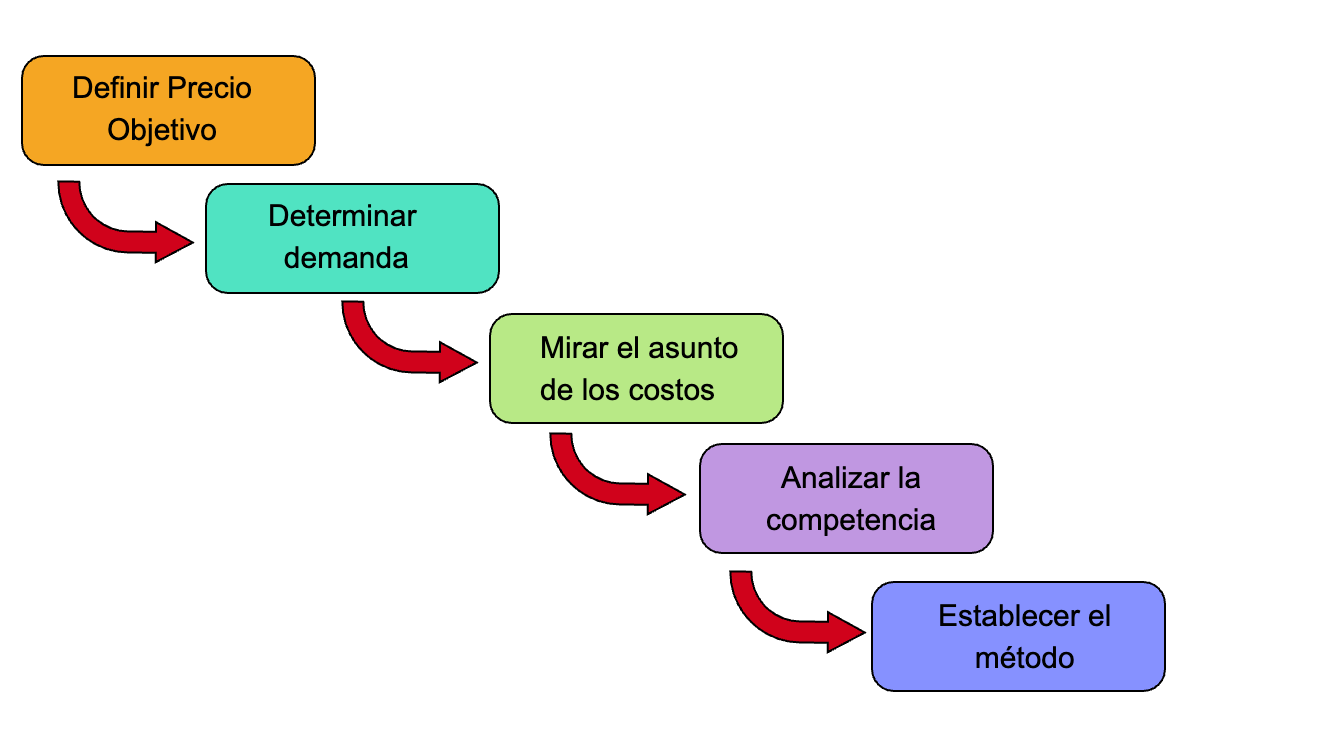 Definir Precio
Objetivo
Determinar
demanda
Mirar el asunto
de los costos
Analizar la
competencia
Establecer el
método